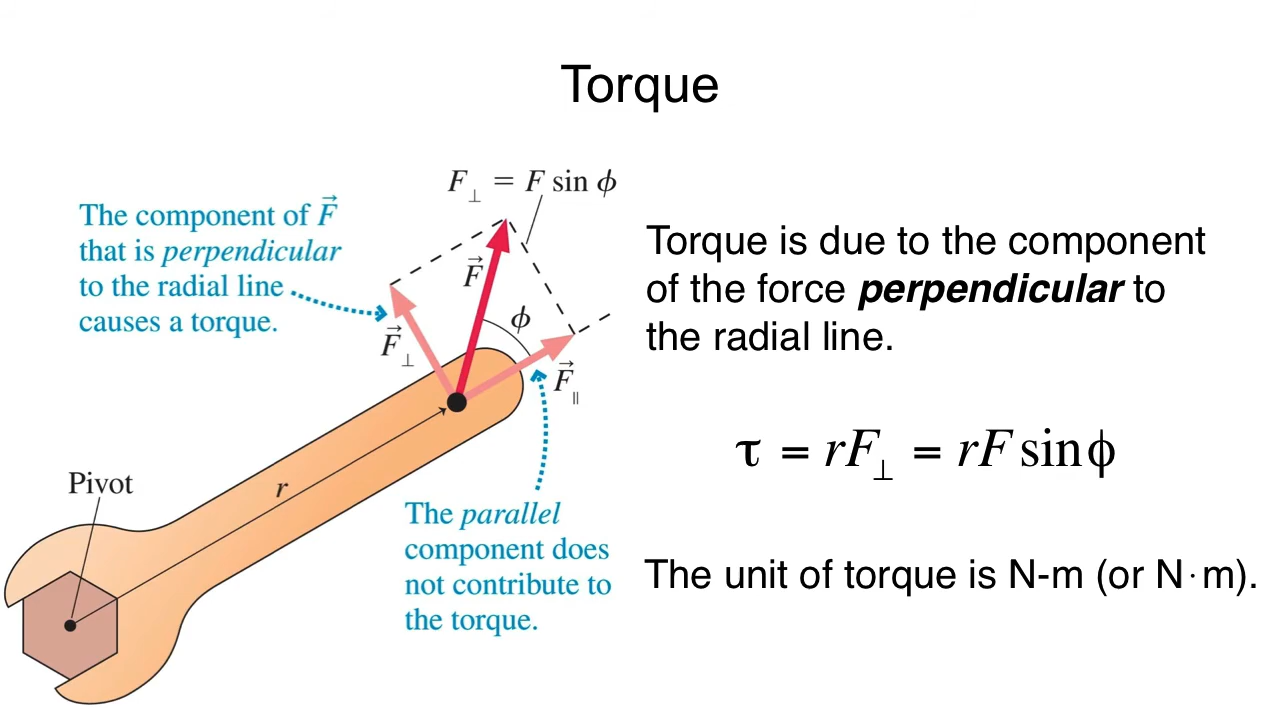 Torque
F⊥ = F sin ϕ
The component of F⃗
that is perpendicular
to the radial line
causes a torque.
F⃗
ϕ
F⃗⊥
F⃗∥
Pivot
r
The parallel
component does
not contribute to
the torque.
Torque is due to the component
of the force perpendicular to
the radial line.
τ = rF⊥ = rF sinϕ
The unit of torque is N-m (or N·m).